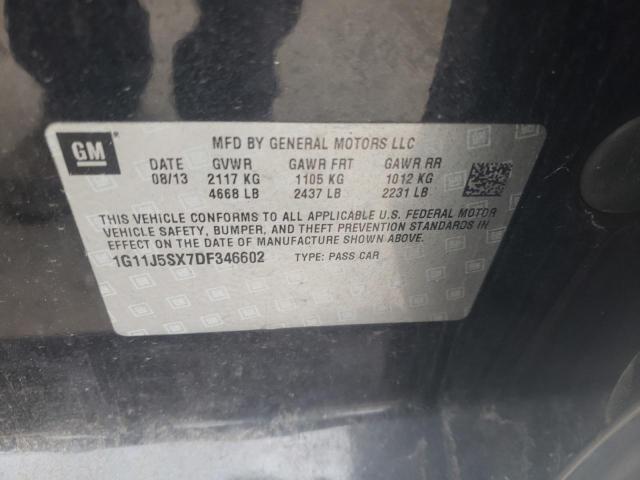 GM
MFD BY GENERAL MOTORS LLC
DATE GVWR GAWR FRT GAWR RR
08/13 2117 KG 1105 KG 1012 KG
4668 LB 2437 LB 2231 LB
THIS VEHICLE CONFORMS TO ALL APPLICABLE U.S. FEDERAL MOTOR
VEHICLE SAFETY, BUMPER, AND THEFT PREVENTION STANDARDS IN
EFFECT ON THE DATE OF MANUFACTURE SHOWN ABOVE.
1G11J5SX7DF346602 TYPE: PASS CAR